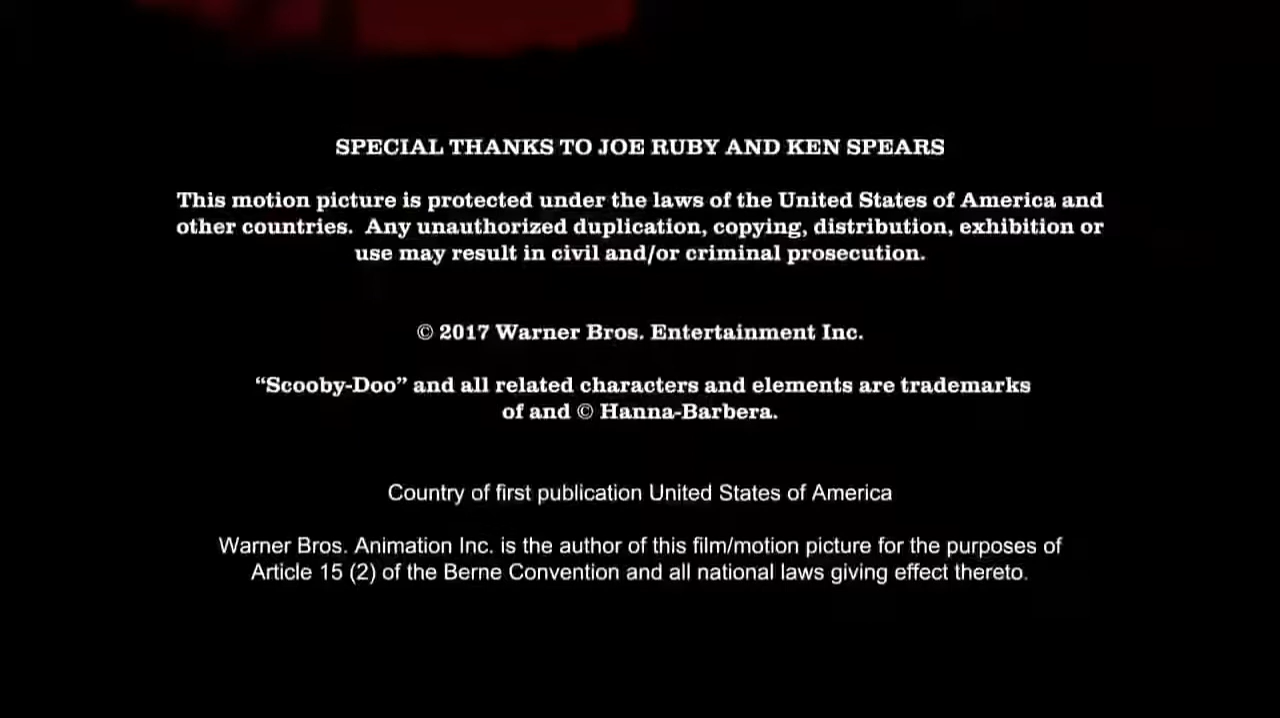 SPECIAL THANKS TO JOE RUBY AND KEN SPEARS
This motion picture is protected under the laws of the United States of America and
other countries.  Any unauthorized duplication, copying, distribution, exhibition or
use may result in civil and/or criminal prosecution.
© 2017 Warner Bros. Entertainment Inc.
“Scooby-Doo” and all related characters and elements are trademarks
of and © Hanna-Barbera.
Country of first publication United States of America
Warner Bros. Animation Inc. is the author of this film/motion picture for the purposes of
Article 15 (2) of the Berne Convention and all national laws giving effect thereto.